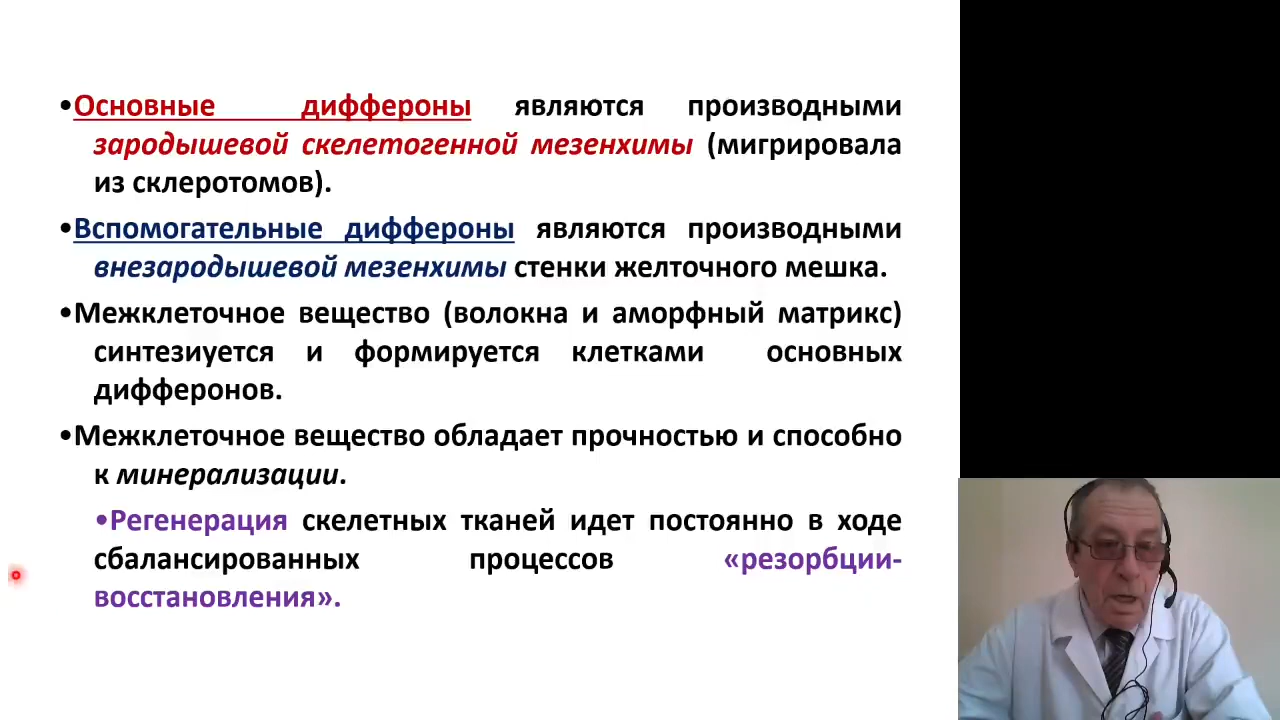 •Основные диффероны являются производными
зародышевой скелетогенной мезенхимы (мигрировала
из склеротомов).
•Вспомогательные диффероны являются производными
внезародышевой мезенхимы стенки желточного мешка.
•Межклеточное вещество (волокна и аморфный матрикс)
синтезиуется и формируется клетками основных
дифферонов.
•Межклеточное вещество обладает прочностью и способно
к минерализации.
•Регенерация скелетных тканей идет постоянно в ходе
сбалансированных процессов «резорбции-
восстановления».